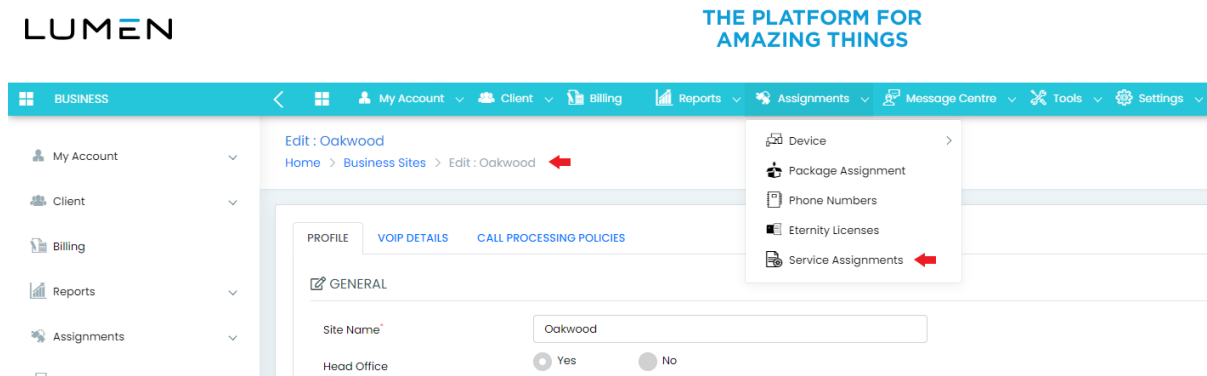 LUMEN
THE PLATFORM FOR
AMAZING THINGS
BUSINESS
My Account
Client
Billing
Reports
Assignments
Message Centre
Tools
Settings
My Account
Client
Billing
Reports
Assignments
Edit : Oakwood
Home > Business Sites > Edit : Oakwood
Device
Package Assignment
Phone Numbers
Eternity Licenses
Service Assignments
PROFILE
VOIP DETAILS
CALL PROCESSING POLICIES
GENERAL
Site Name*
Oakwood
Head Office
Yes
No